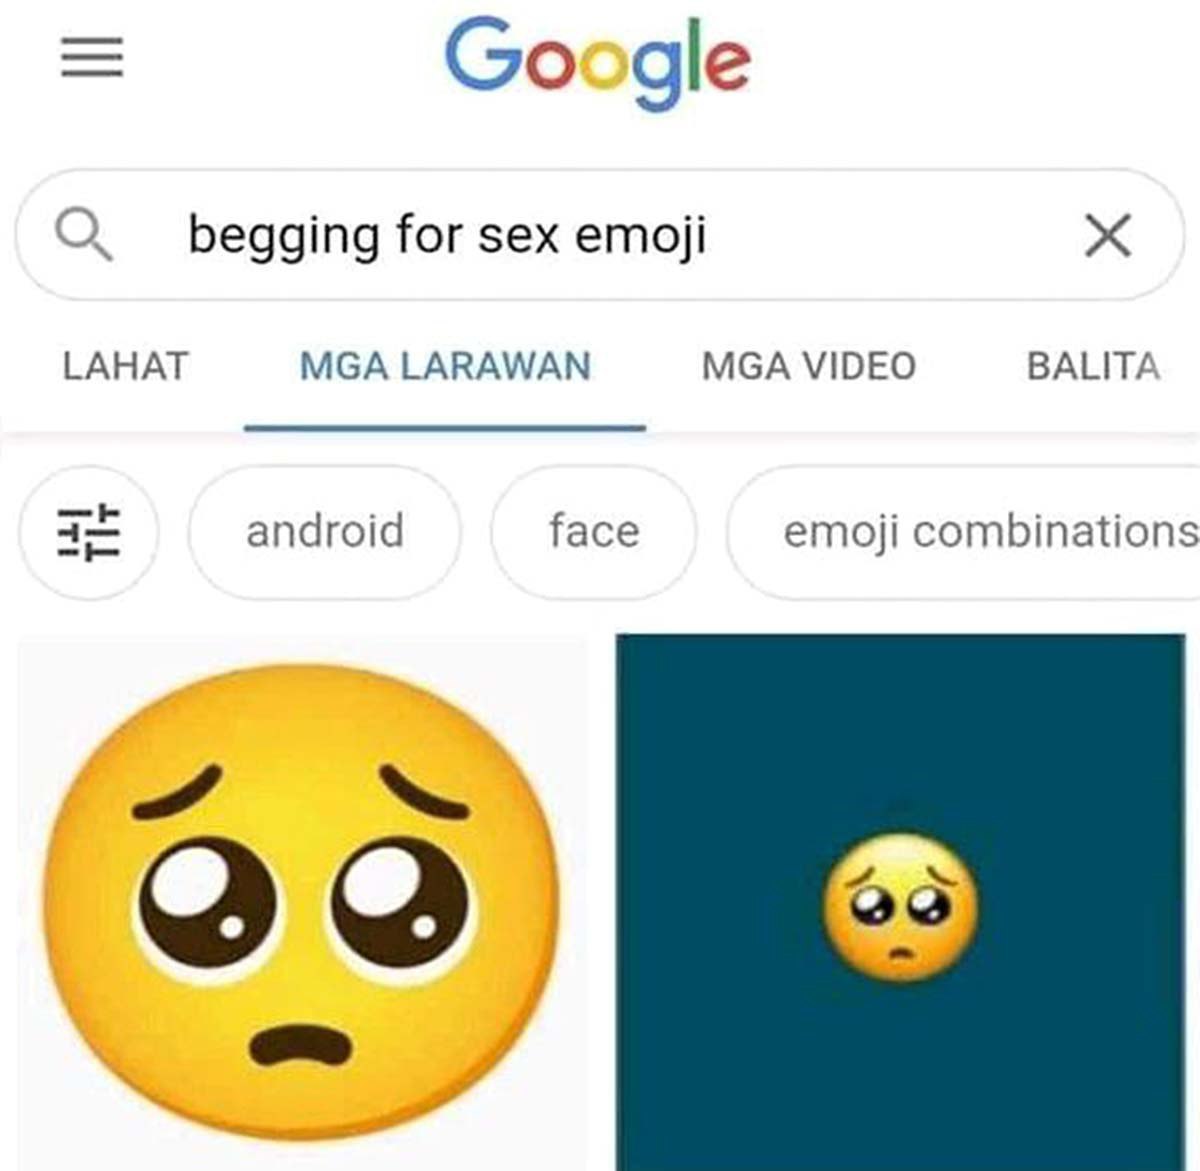 Google
begging for sex emoji
LAHAT MGA LARAWAN MGA VIDEO BALITA
android face emoji combinations